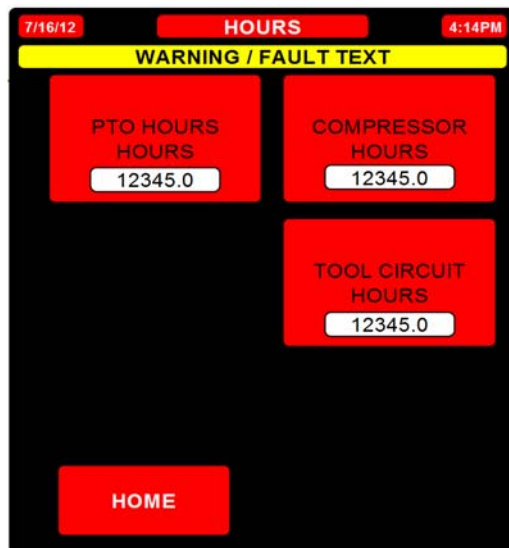 7/16/12
HOURS
4:14PM
WARNING / FAULT TEXT
PTO HOURS
HOURS
12345.0
COMPRESSOR
HOURS
12345.0
TOOL CIRCUIT
HOURS
12345.0
HOME